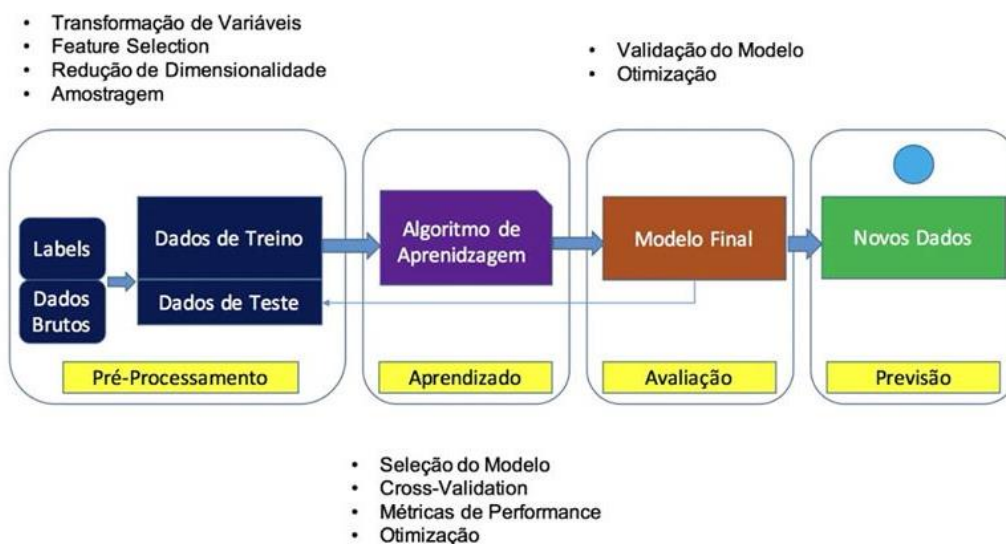 • Transformação de Variáveis
• Feature Selection
• Redução de Dimensionalidade
• Amostragem
• Validação do Modelo
• Otimização
Labels
Dados
Brutos
Dados de Treino
Dados de Teste
Algoritmo de
Aprenidzagem
Modelo Final
Novos Dados
Pré-Processamento
Aprendizado
Avaliação
Previsão
• Seleção do Modelo
• Cross-Validation
• Métricas de Performance
• Otimização